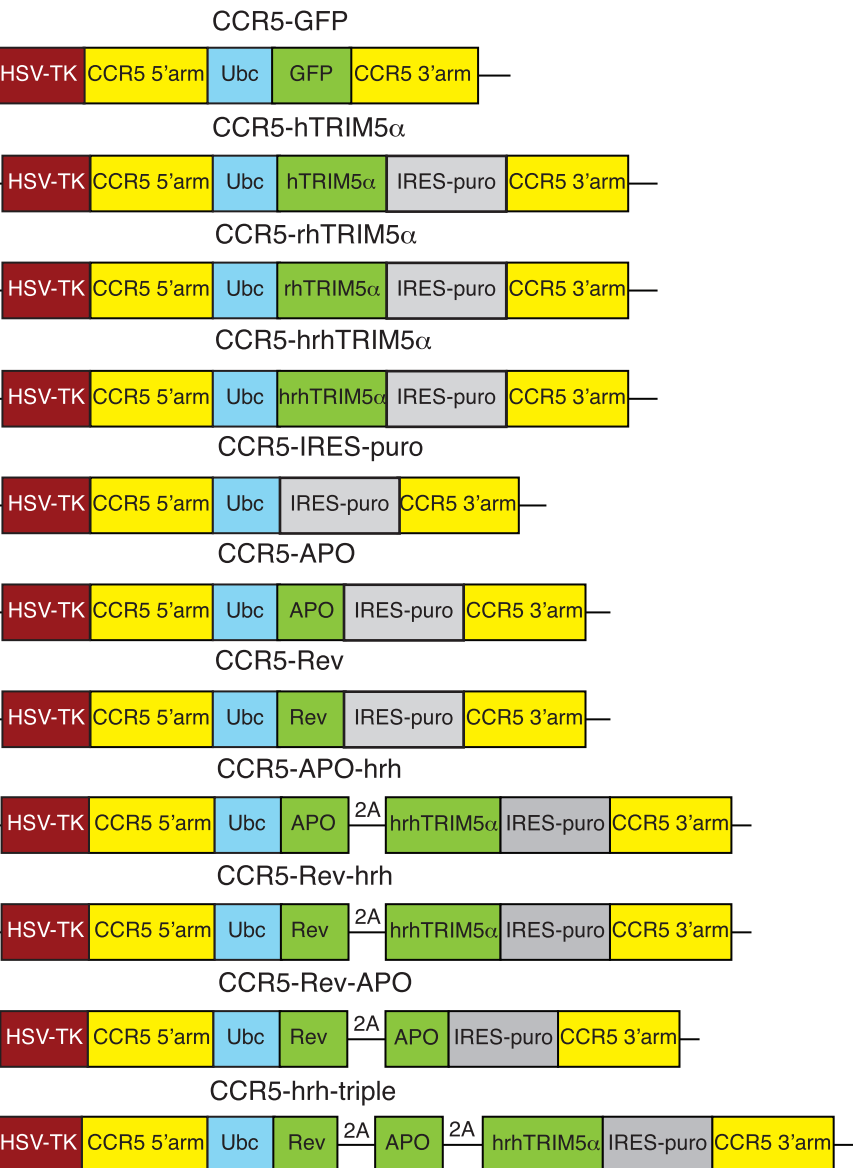 CCR5-GFP
HSV-TK CCR5 5’arm Ubc GFP CCR5 3’arm
CCR5-hTRIM5α
HSV-TK CCR5 5’arm Ubc hTRIM5α IRES-puro CCR5 3’arm
CCR5-rhTRIM5α
HSV-TK CCR5 5’arm Ubc rhTRIM5α IRES-puro CCR5 3’arm
CCR5-hrhTRIM5α
HSV-TK CCR5 5’arm Ubc hrhTRIM5α IRES-puro CCR5 3’arm
CCR5-IRES-puro
HSV-TK CCR5 5’arm Ubc IRES-puro CCR5 3’arm
CCR5-APO
HSV-TK CCR5 5’arm Ubc APO IRES-puro CCR5 3’arm
CCR5-Rev
HSV-TK CCR5 5’arm Ubc Rev IRES-puro CCR5 3’arm
CCR5-APO-hrh
HSV-TK CCR5 5’arm Ubc APO 2A hrhTRIM5α IRES-puro CCR5 3’arm
CCR5-Rev-hrh
HSV-TK CCR5 5’arm Ubc Rev 2A hrhTRIM5α IRES-puro CCR5 3’arm
CCR5-Rev-APO
HSV-TK CCR5 5’arm Ubc Rev 2A APO IRES-puro CCR5 3’arm
CCR5-hrh-triple
HSV-TK CCR5 5’arm Ubc Rev 2A APO 2A hrhTRIM5α IRES-puro CCR5 3’arm